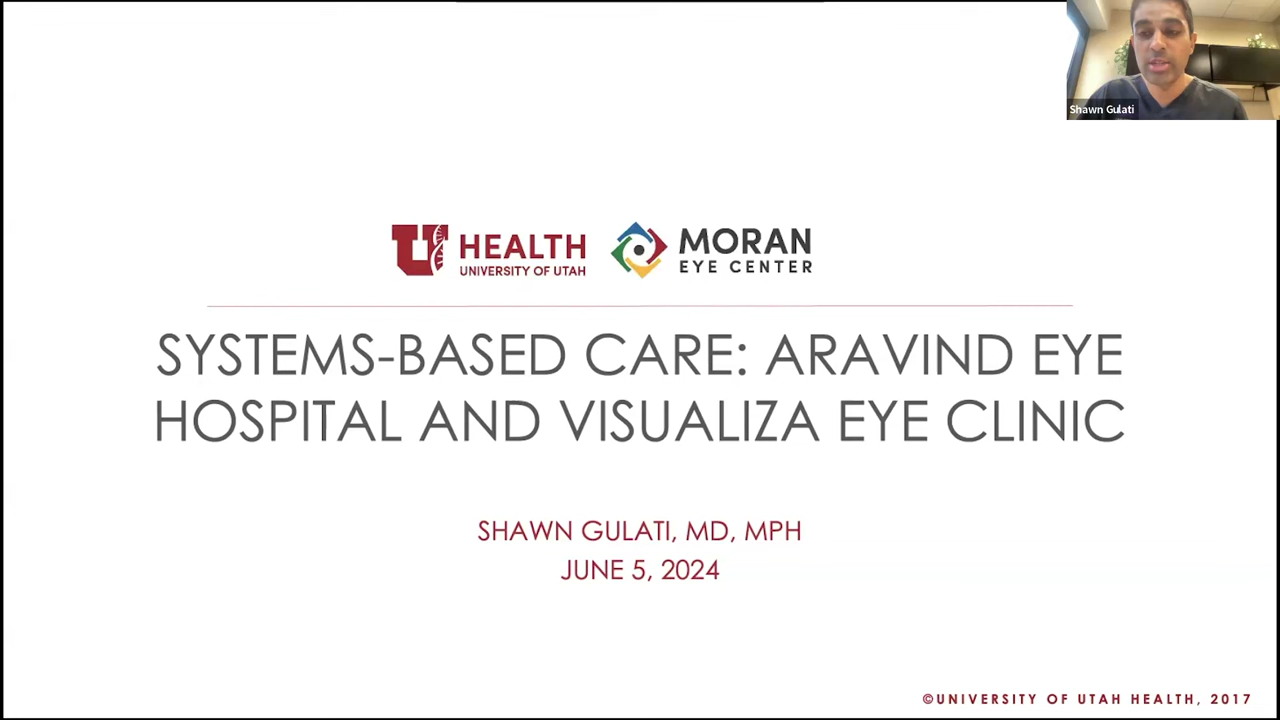 Shawn Gulati
HEALTH
UNIVERSITY OF UTAH
MORAN
EYE CENTER
SYSTEMS-BASED CARE: ARAVIND EYE
HOSPITAL AND VISUALIZA EYE CLINIC
SHAWN GULATI, MD, MPH
JUNE 5, 2024
©UNIVERSITY OF UTAH HEALTH, 2017